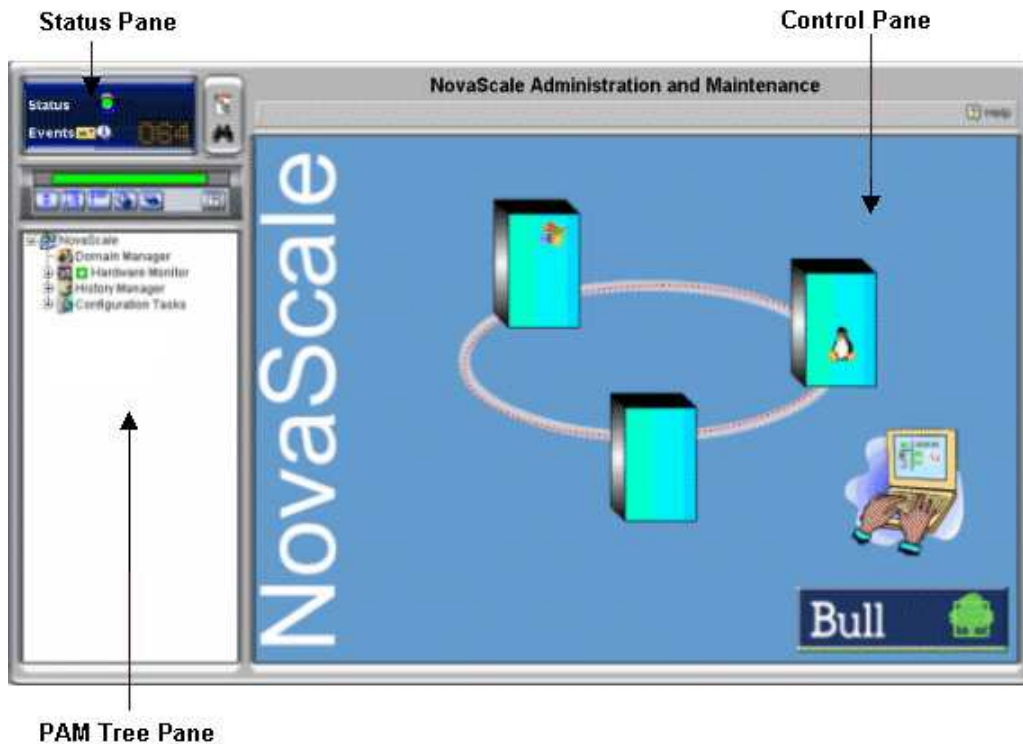 Status Pane
Control Pane
NovaScale Administration and Maintenance
Status
Events
064
Help
NovaScale
Domain Manager
Hardware Monitor
History Manager
Configuration Tasks
NovaScale
Bull
PAM Tree Pane